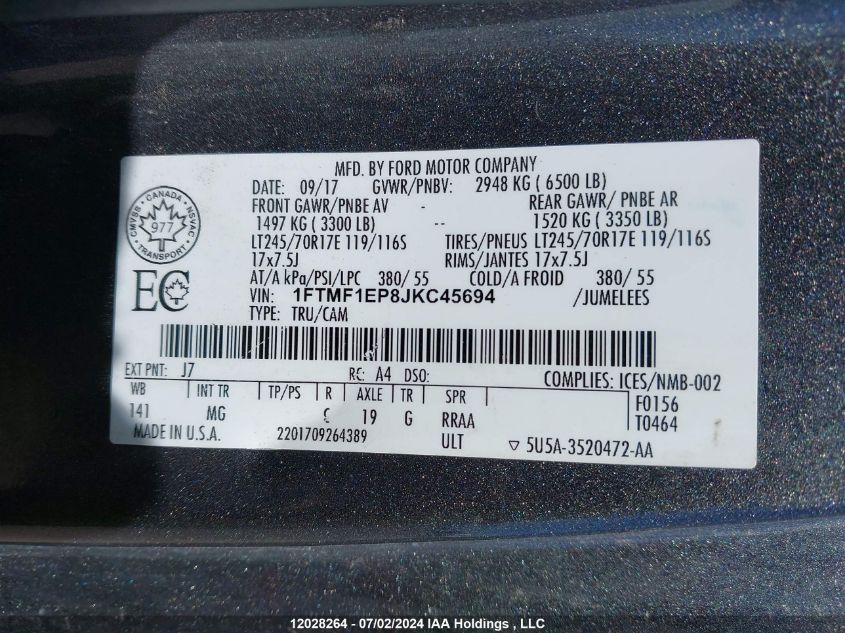 MFD. BY FORD MOTOR COMPANY
DATE: 09/17 GVWR/PNBV: 2948 KG ( 6500 LB)
FRONT GAWR/PNBE AV - REAR GAWR/ PNBE AR
1497 KG ( 3300 LB) -- 1520 KG ( 3350 LB)
LT245/70R17E 119/116S TIRES/PNEUS LT245/70R17E 119/116S
17x7.5J RIMS/JANTES 17x7.5J
AT/A kPa/PSI/LPC 380/ 55 COLD/A FROID 380/ 55
VIN: 1FTMF1EP8JKC45694 /JUMELEES
TYPE: TRU/CAM
CMVSS CANADA NSVAC
977
TRANSPORT
EC
EXT PNT: J7 RC: A4 DSO: COMPLIES: ICES/NMB-002
WB INT TR TP/PS R AXLE TR SPR F0156
141 MG 19 G RRAA T0464
MADE IN U.S.A. 2201709264389 ULT ▽ 5U5A-3520472-AA
12028264 - 07/02/2024 IAA Holdings , LLC